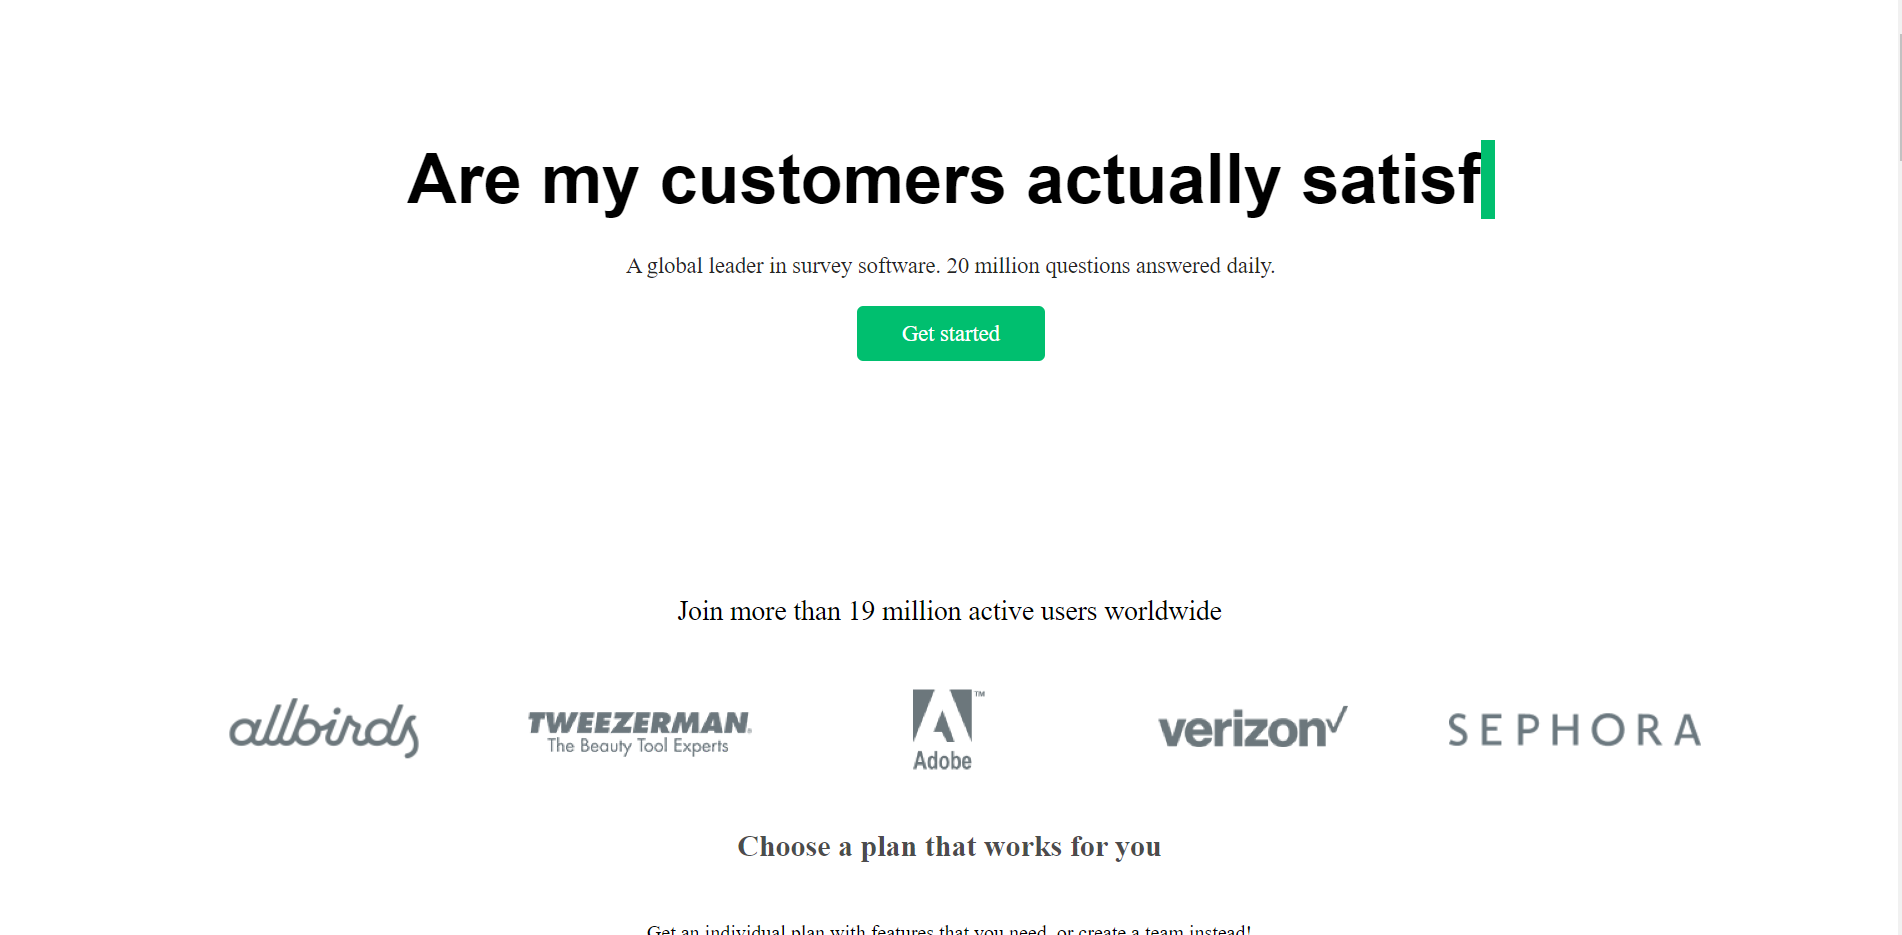 Are my customers actually satisf
A global leader in survey software. 20 million questions answered daily.
Get started
Join more than 19 million active users worldwide
allbirds
TWEEZERMAN®
The Beauty Tool Experts
Adobe™
verizon✓
SEPHORA
Choose a plan that works for you
Get an individual plan with features that you need, or create a team instead!